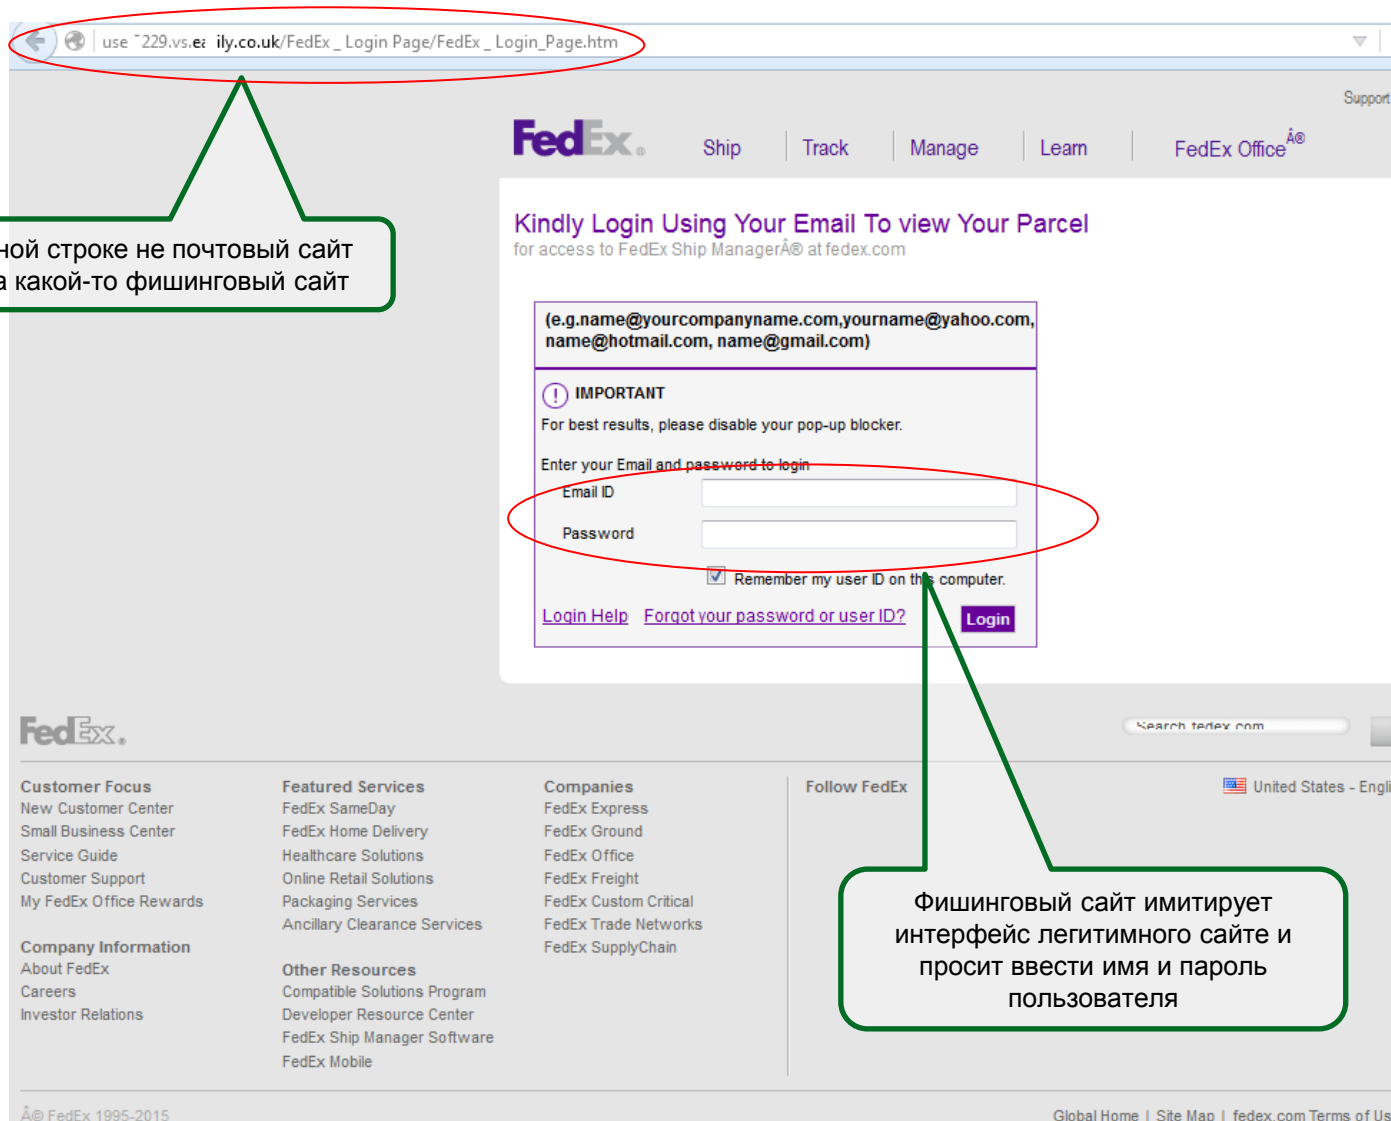 use 229.vs.ea ily.co.uk/FedEx _ Login Page/FedEx _ Login_Page.htm
Support
FedEx®
Ship
Track
Manage
Learn
FedEx OfficeÂ®
ной строке не почтовый сайт
а какой-то фишинговый сайт
Kindly Login Using Your Email To view Your Parcel
for access to FedEx Ship ManagerÂ® at fedex.com
(e.g.name@yourcompanyname.com,yourname@yahoo.com,
name@hotmail.com, name@gmail.com)
! IMPORTANT
For best results, please disable your pop-up blocker.
Enter your Email and password to login
Email ID
Password
Remember my user ID on this computer.
Login Help Forgot your password or user ID? Login
FedEx®
Search fedex.com
Customer Focus
New Customer Center
Small Business Center
Service Guide
Customer Support
My FedEx Office Rewards
Company Information
About FedEx
Careers
Investor Relations
Featured Services
FedEx SameDay
FedEx Home Delivery
Healthcare Solutions
Online Retail Solutions
Packaging Services
Ancillary Clearance Services
Other Resources
Compatible Solutions Program
Developer Resource Center
FedEx Ship Manager Software
FedEx Mobile
Companies
FedEx Express
FedEx Ground
FedEx Office
FedEx Freight
FedEx Custom Critical
FedEx Trade Networks
FedEx SupplyChain
Follow FedEx
United States - Engli
Фишинговый сайт имитирует
интерфейс легитимного сайте и
просит ввести имя и пароль
пользователя
Â© FedEx 1995-2015
Global Home | Site Map | fedex.com Terms of Us